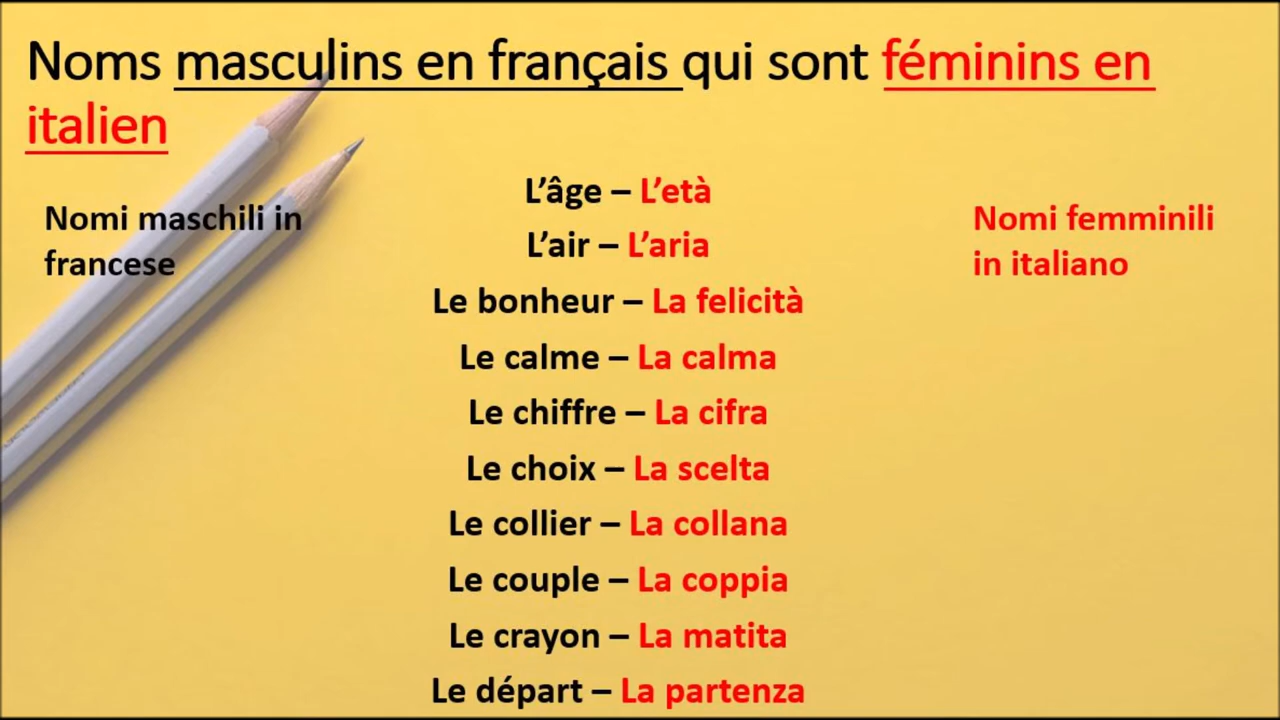 Noms masculins en français qui sont féminins en
italien
Nomi maschili in
francese
L’âge – L’età
L’air – L’aria
Le bonheur – La felicità
Le calme – La calma
Le chiffre – La cifra
Le choix – La scelta
Le collier – La collana
Le couple – La coppia
Le crayon – La matita
Le départ – La partenza
Nomi femminili
in italiano